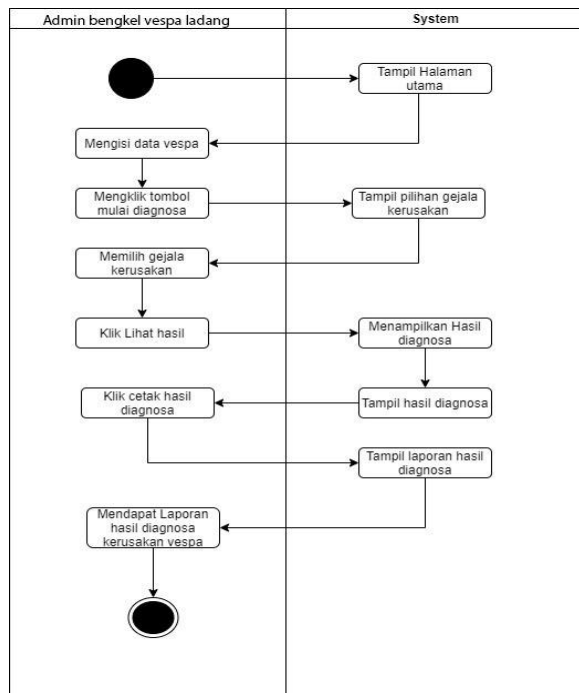 Admin bengkel vespa ladang
System
Tampil Halaman
utama
Mengisi data vespa
Mengklik tombol
mulai diagnosa
Tampil pilihan gejala
kerusakan
Memilih gejala
kerusakan
Klik Lihat hasil
Menampilkan Hasil
diagnosa
Tampil hasil diagnosa
Klik cetak hasil
diagnosa
Tampil laporan hasil
diagnosa
Mendapat Laporan
hasil diagnosa
kerusakan vespa